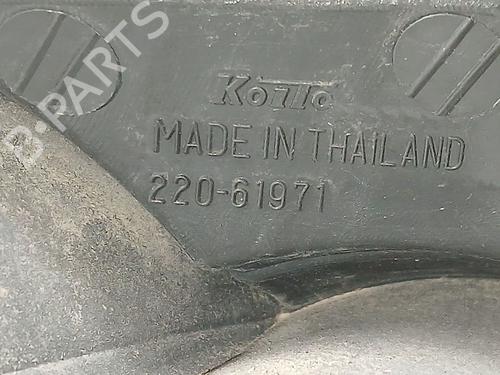 Koito
MADE IN THAILAND
220-61971
B-PARTS